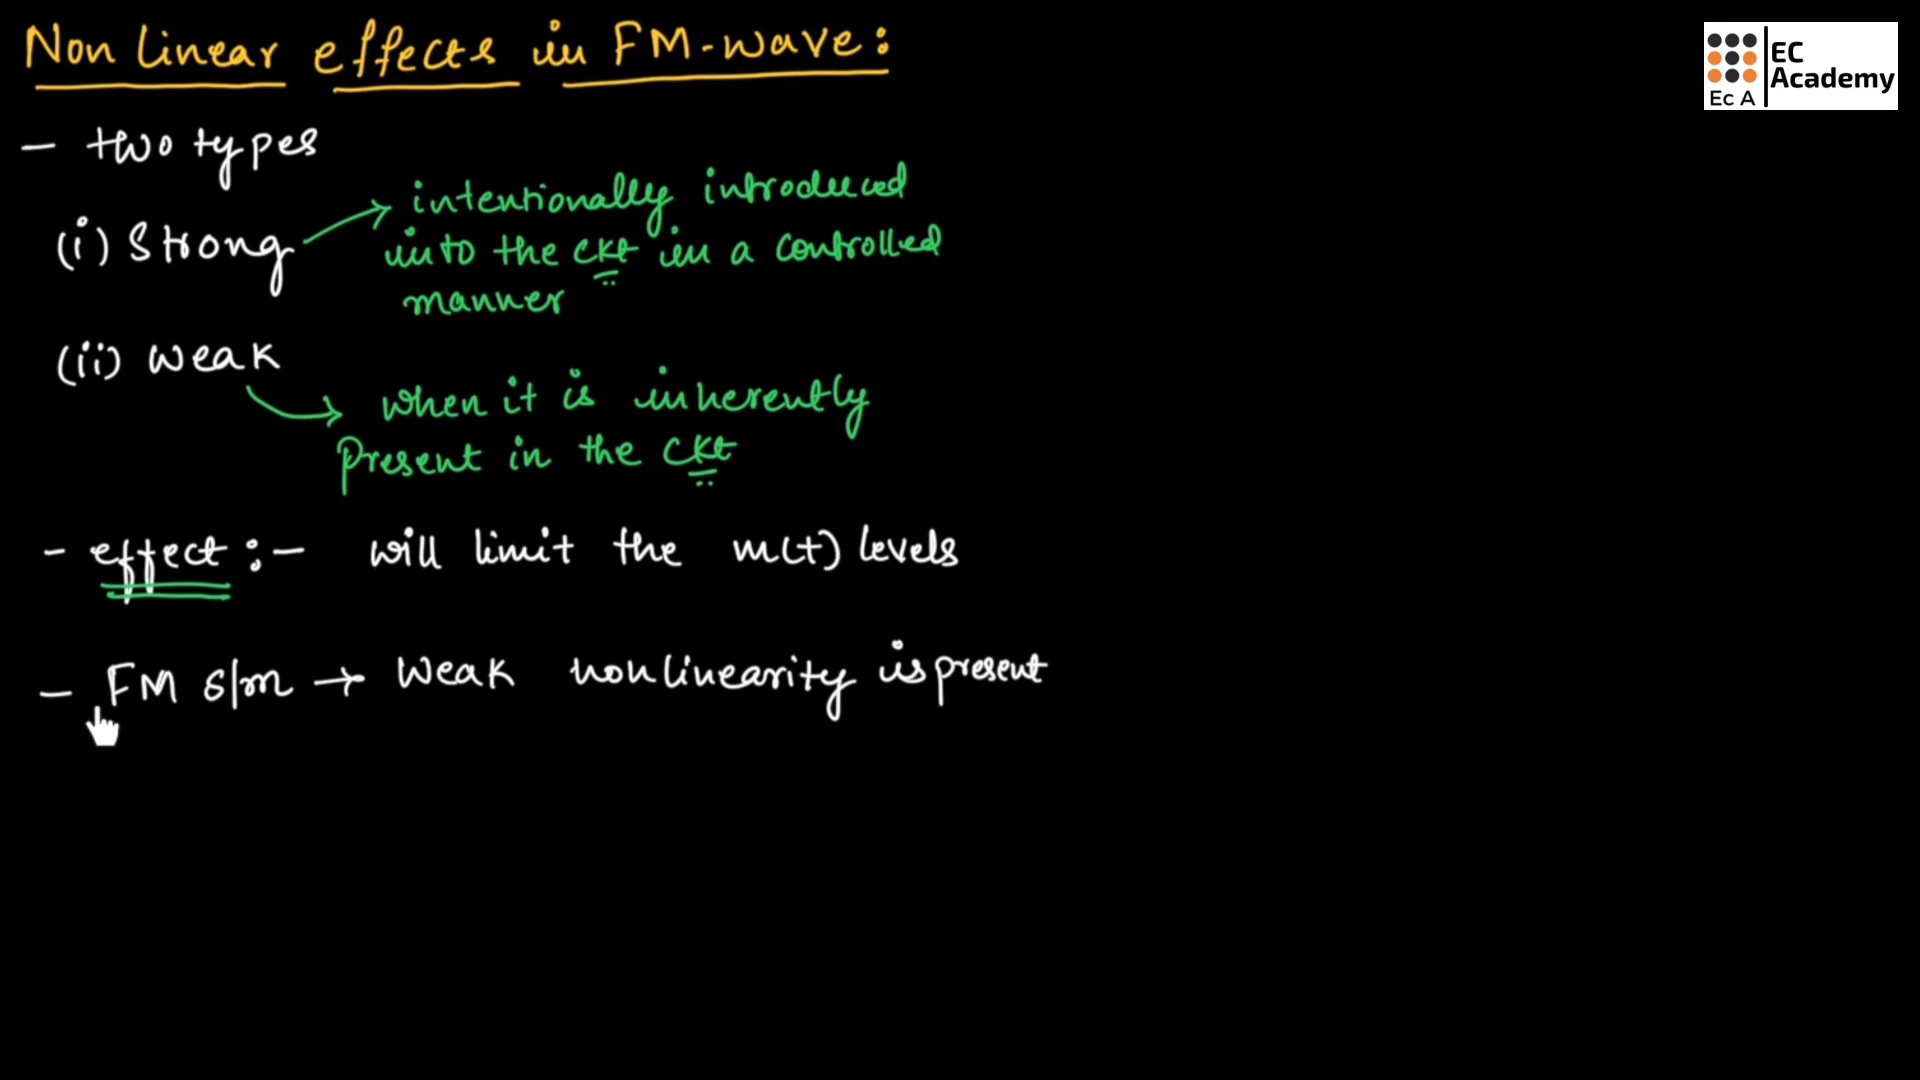 Non linear effects in FM-wave:
EC
Academy
Ec A
- two types
(i) Strong
intentionally introduced
into the ckt in a controlled
manner
(ii) weak
when it is inherently
Present in the ckt
- effect :- will limit the m(t) levels
- FM s/m → Weak nonlinearity is present